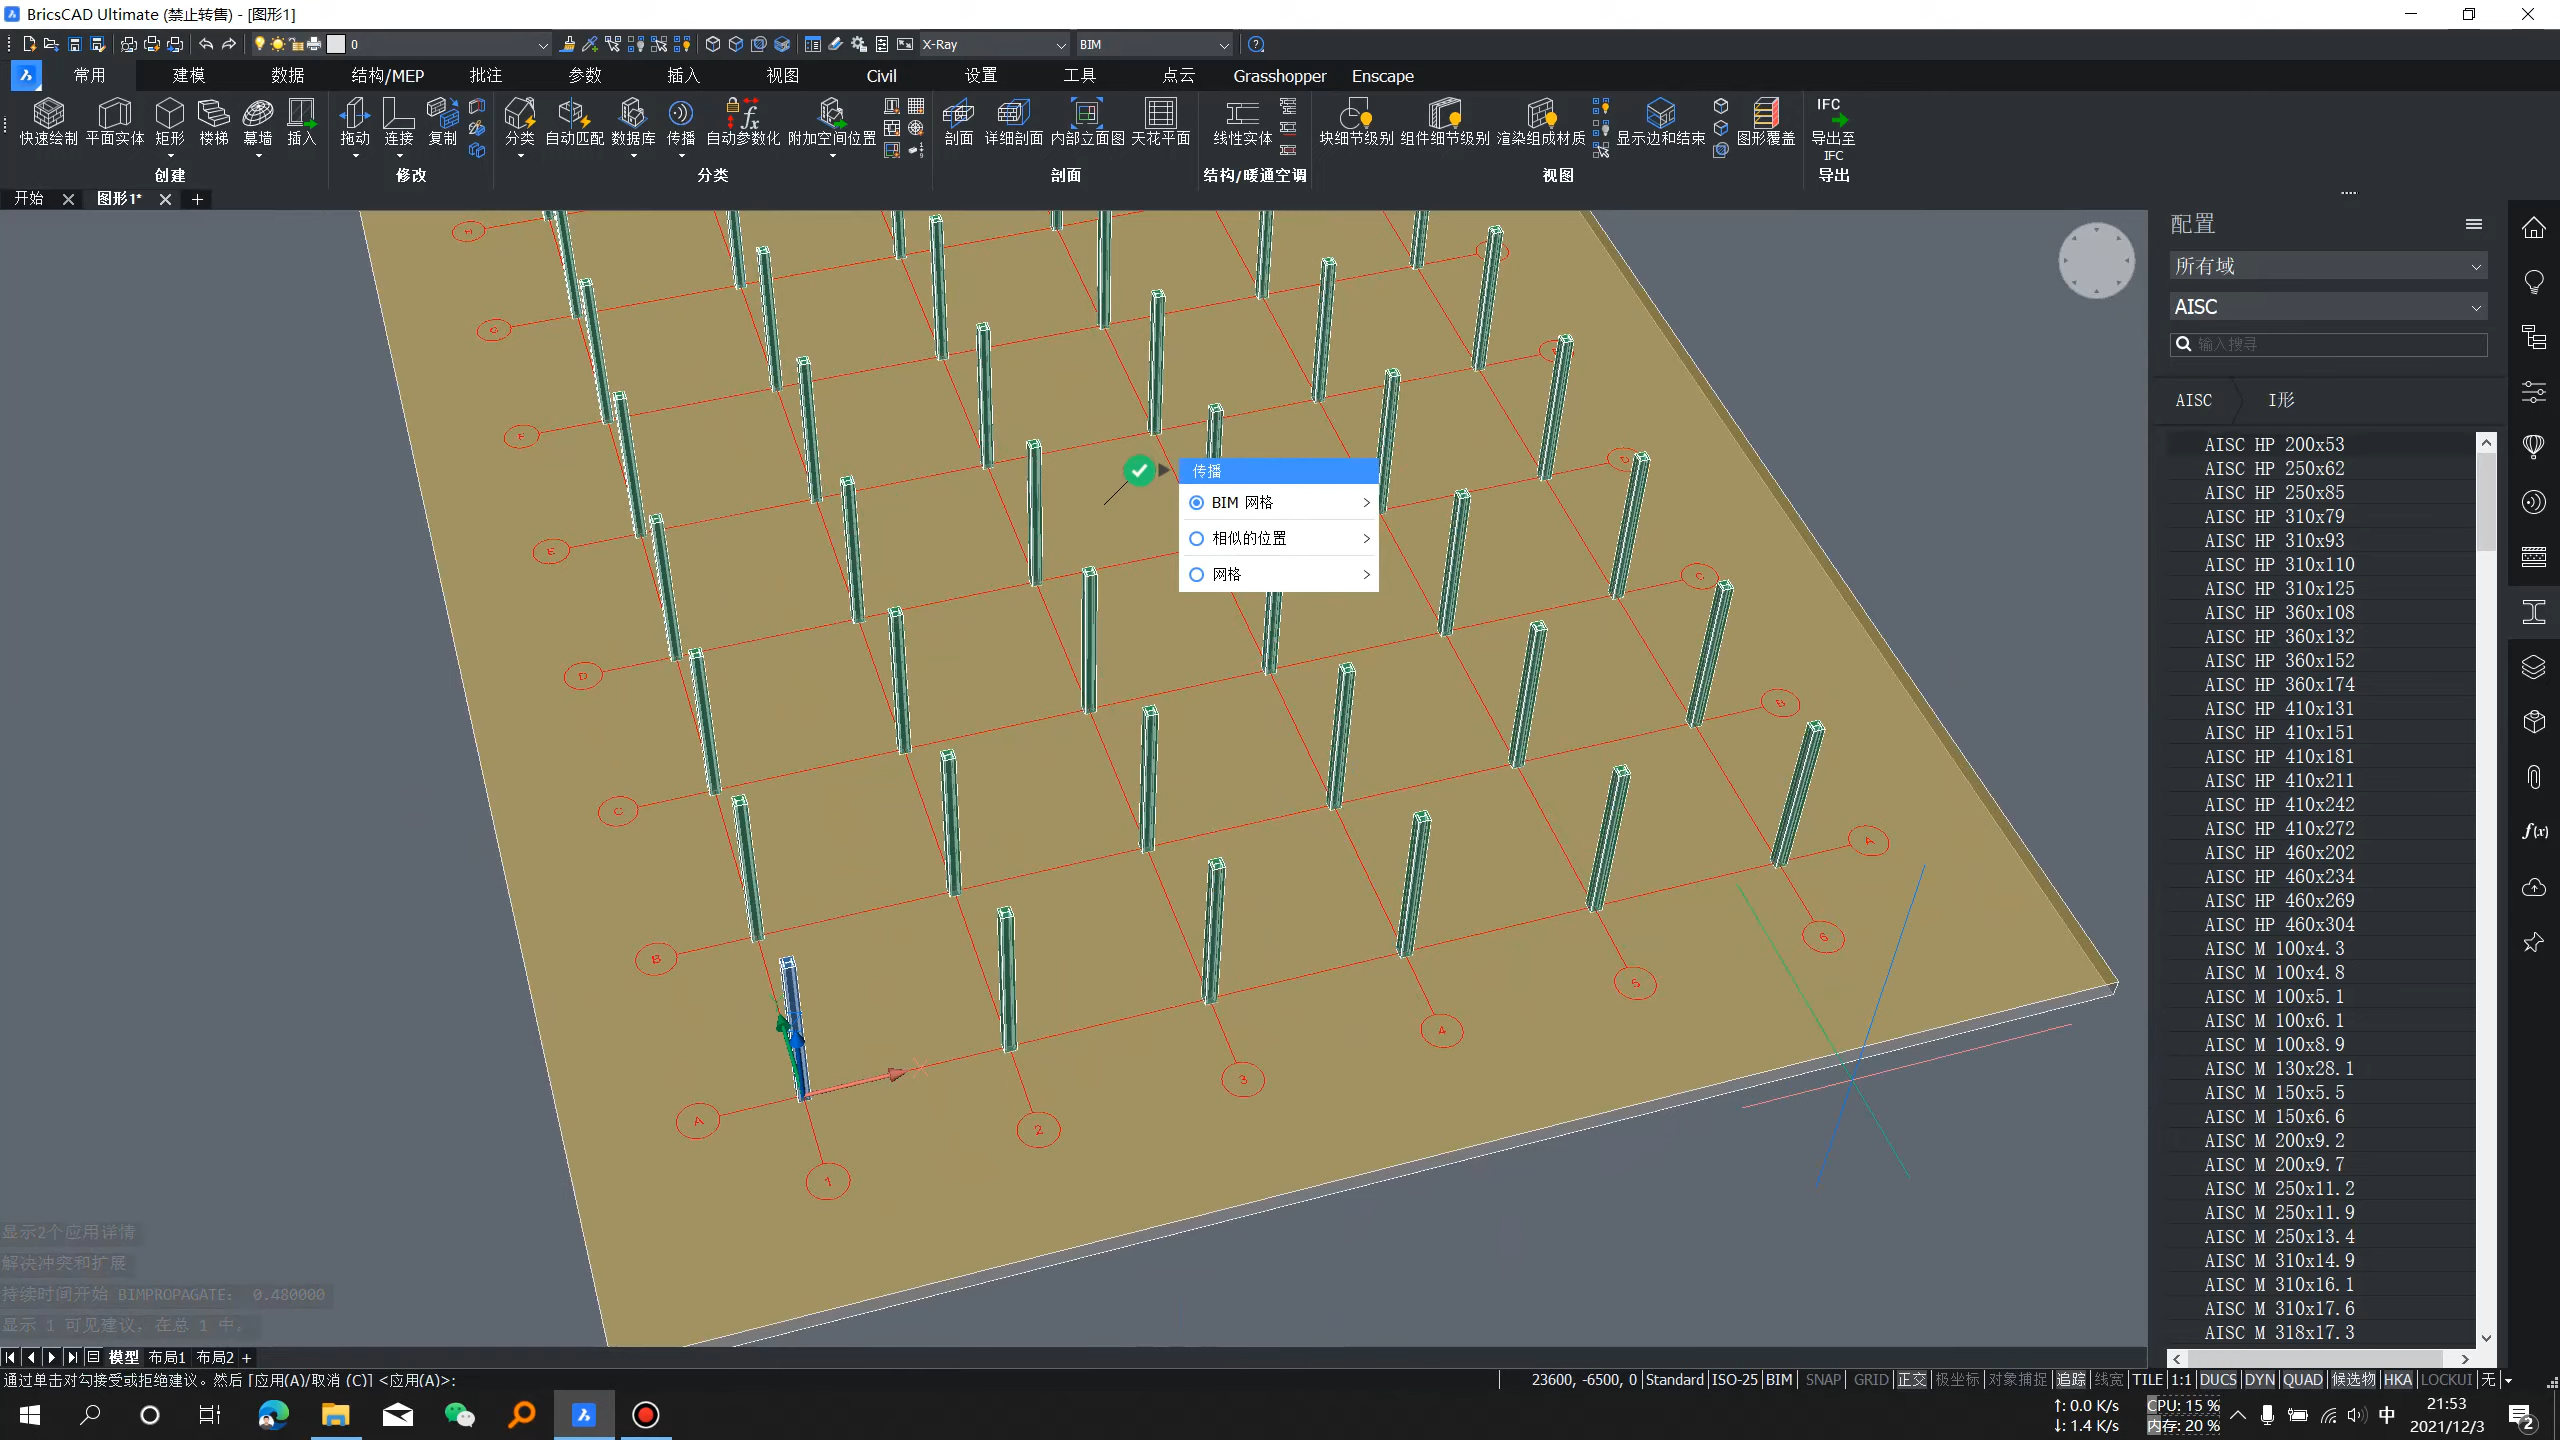 BricsCAD Ultimate (禁止转售) - [图形1]
0
X-Ray
BIM
常用 建模 数据 结构/MEP 批注 参数 插入 视图 Civil 设置 工具 点云 Grasshopper Enscape
快速绘制 平面实体 矩形 楼梯 幕墙 插入 拖动 连接 复制 分类 自动匹配 数据库 传播 自动参数化 附加空间位置 剖面 详细剖面 内部立面图 天花平面 线性实体 块细节级别 组件细节级别 渲染组成材质 显示边和结束 图形覆盖 IFC 导出至 IFC
创建 修改 分类 剖面 结构/暖通空调 视图 导出
开始 图形1*
配置
所有域
AISC
输入搜寻
AISC I形
AISC HP 200x53
AISC HP 250x62
AISC HP 250x85
AISC HP 310x79
AISC HP 310x93
AISC HP 310x110
AISC HP 310x125
AISC HP 360x108
AISC HP 360x132
AISC HP 360x152
AISC HP 360x174
AISC HP 410x131
AISC HP 410x151
AISC HP 410x181
AISC HP 410x211
AISC HP 410x242
AISC HP 410x272
AISC HP 460x202
AISC HP 460x234
AISC HP 460x269
AISC HP 460x304
AISC M 100x4.3
AISC M 100x4.8
AISC M 100x5.1
AISC M 100x6.1
AISC M 100x8.9
AISC M 130x28.1
AISC M 150x5.5
AISC M 150x6.6
AISC M 200x9.2
AISC M 200x9.7
AISC M 250x11.2
AISC M 250x11.9
AISC M 250x13.4
AISC M 310x14.9
AISC M 310x16.1
AISC M 310x17.6
AISC M 318x17.3
f(x)
传播
BIM 网格
相似的位置
网格
F
E
D
C
B
A
1
2
3
4
5
6
A
B
C
D
显示2个应用详情
解决冲突和扩展
持续时间开始 BIMPROPAGATE: 0.480000
显示 1 可见建议，在总 1 中。
模型 布局1 布局2
通过单击对勾接受或拒绝建议。然后 [应用(A)/取消 (C)] <应用(A)>:
23600, -6500, 0 Standard ISO-25 BIM SNAP GRID 正交 极坐标 对象捕捉 追踪 线宽 TILE 1:1 DUCS DYN QUAD 候选物 HKA LOCKUI 无
↑: 0.0 K/s
↓: 1.4 K/s
CPU: 15 %
内存: 20 %
中
21:53
2021/12/3
2